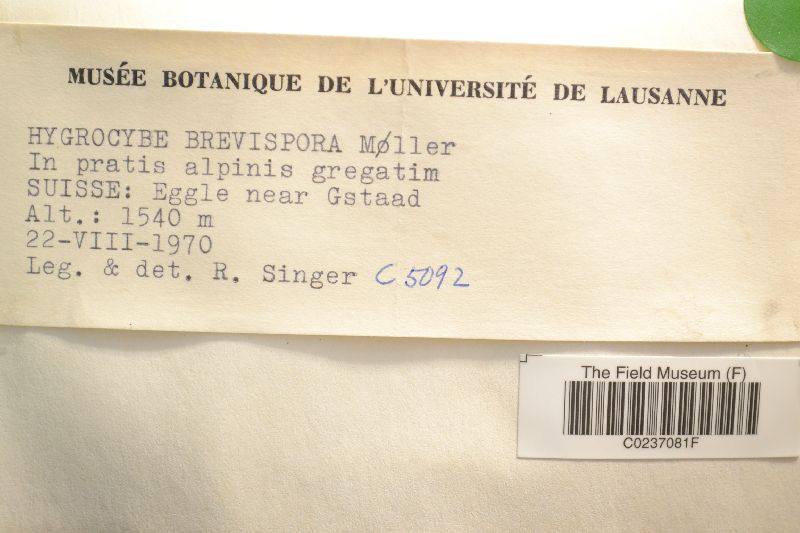 MUSÉE BOTANIQUE DE L'UNIVERSITÉ DE LAUSANNE
HYGROCYBE BREVISPORA Møller
In pratis alpinis gregatim
SUISSE: Eggle near Gstaad
Alt.: 1540 m
22-VIII-1970
Leg. & det. R. Singer C 5092
The Field Museum (F)
C0237081F